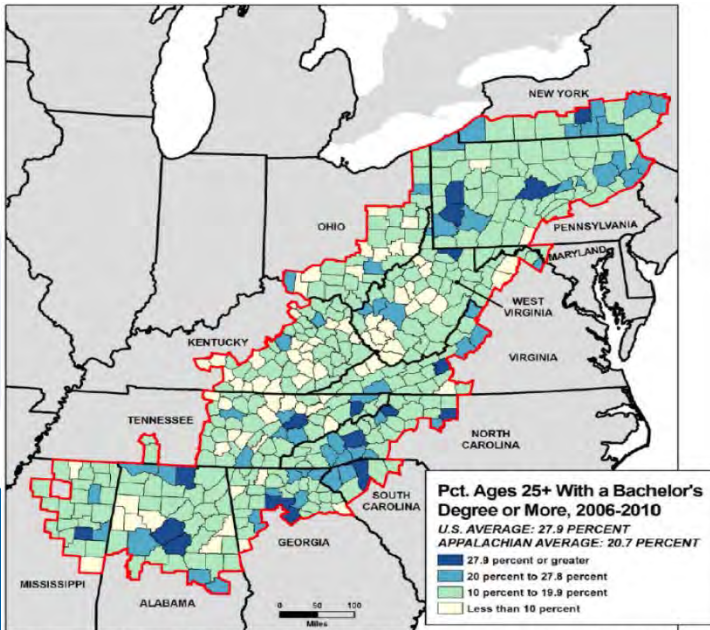 NEW YORK
OHIO
PENNSYLVANIA
MARYLAND
WEST
VIRGINIA
KENTUCKY
VIRGINIA
TENNESSEE
NORTH
CAROLINA
SOUTH
CAROLINA
GEORGIA
MISSISSIPPI
ALABAMA
0 50 100
Miles
Pct. Ages 25+ With a Bachelor's
Degree or More, 2006-2010
U.S. AVERAGE: 27.9 PERCENT
APPALACHIAN AVERAGE: 20.7 PERCENT
27.9 percent or greater
20 percent to 27.8 percent
10 percent to 19.9 percent
Less than 10 percent